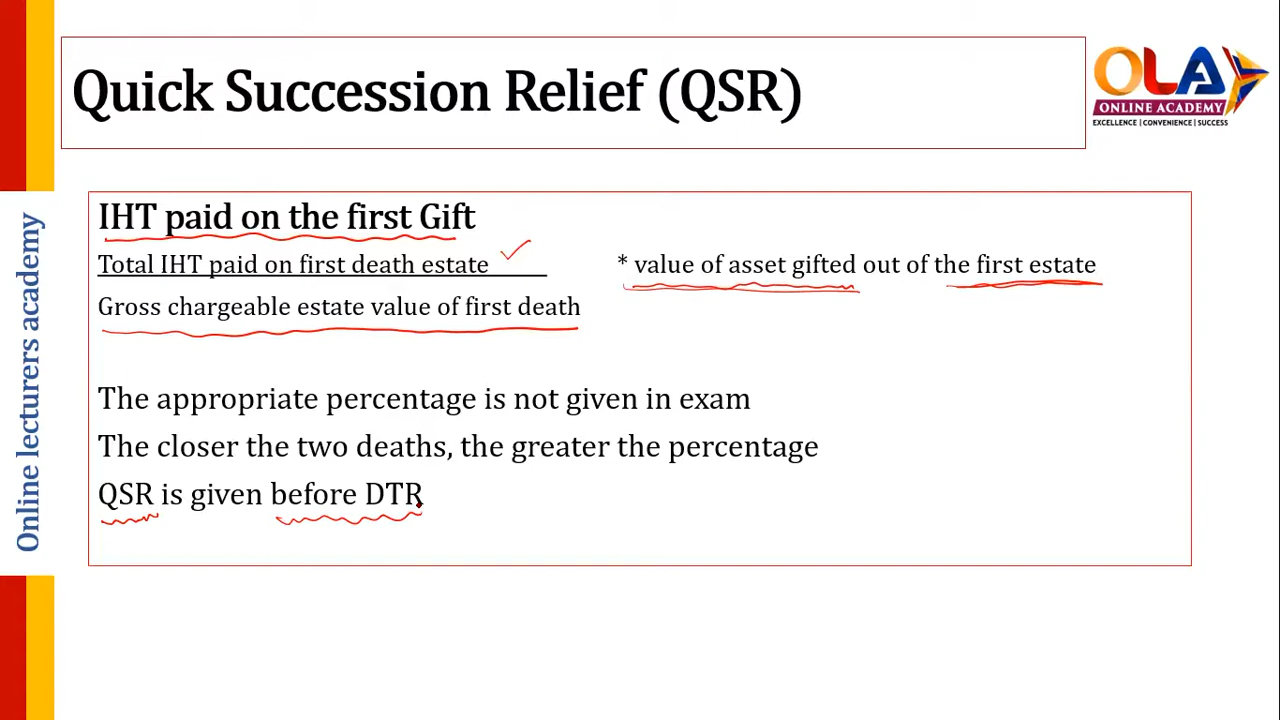 Quick Succession Relief (QSR)
OLA
ONLINE ACADEMY
EXCELLENCE | CONVENIENCE | SUCCESS
Online lecturers academy
IHT paid on the first Gift
Total IHT paid on first death estate * value of asset gifted out of the first estate
Gross chargeable estate value of first death
The appropriate percentage is not given in exam
The closer the two deaths, the greater the percentage
QSR is given before DTR